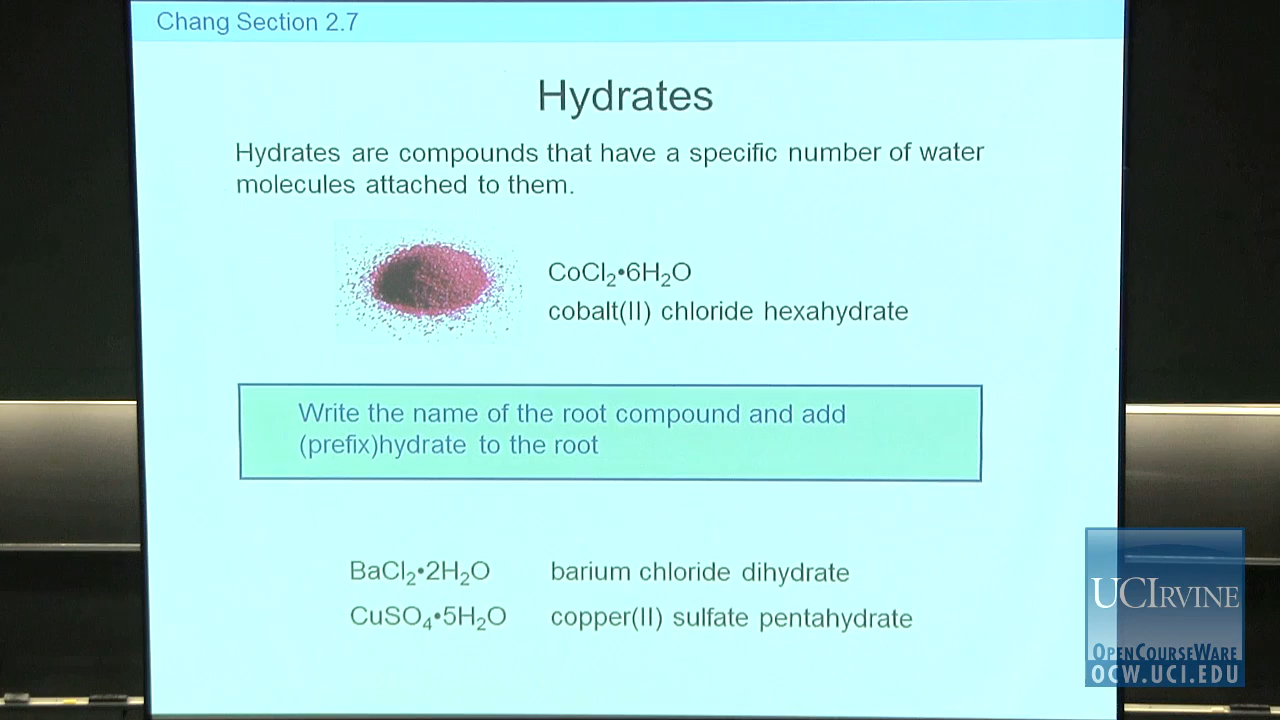 Chang Section 2.7
Hydrates
Hydrates are compounds that have a specific number of water
molecules attached to them.
CoCl₂•6H₂O
cobalt(II) chloride hexahydrate
Write the name of the root compound and add
(prefix)hydrate to the root
BaCl₂•2H₂O barium chloride dihydrate
CuSO₄•5H₂O copper(II) sulfate pentahydrate
UCIRVINE
OPENCOURSEWARE
OCW.UCI.EDU